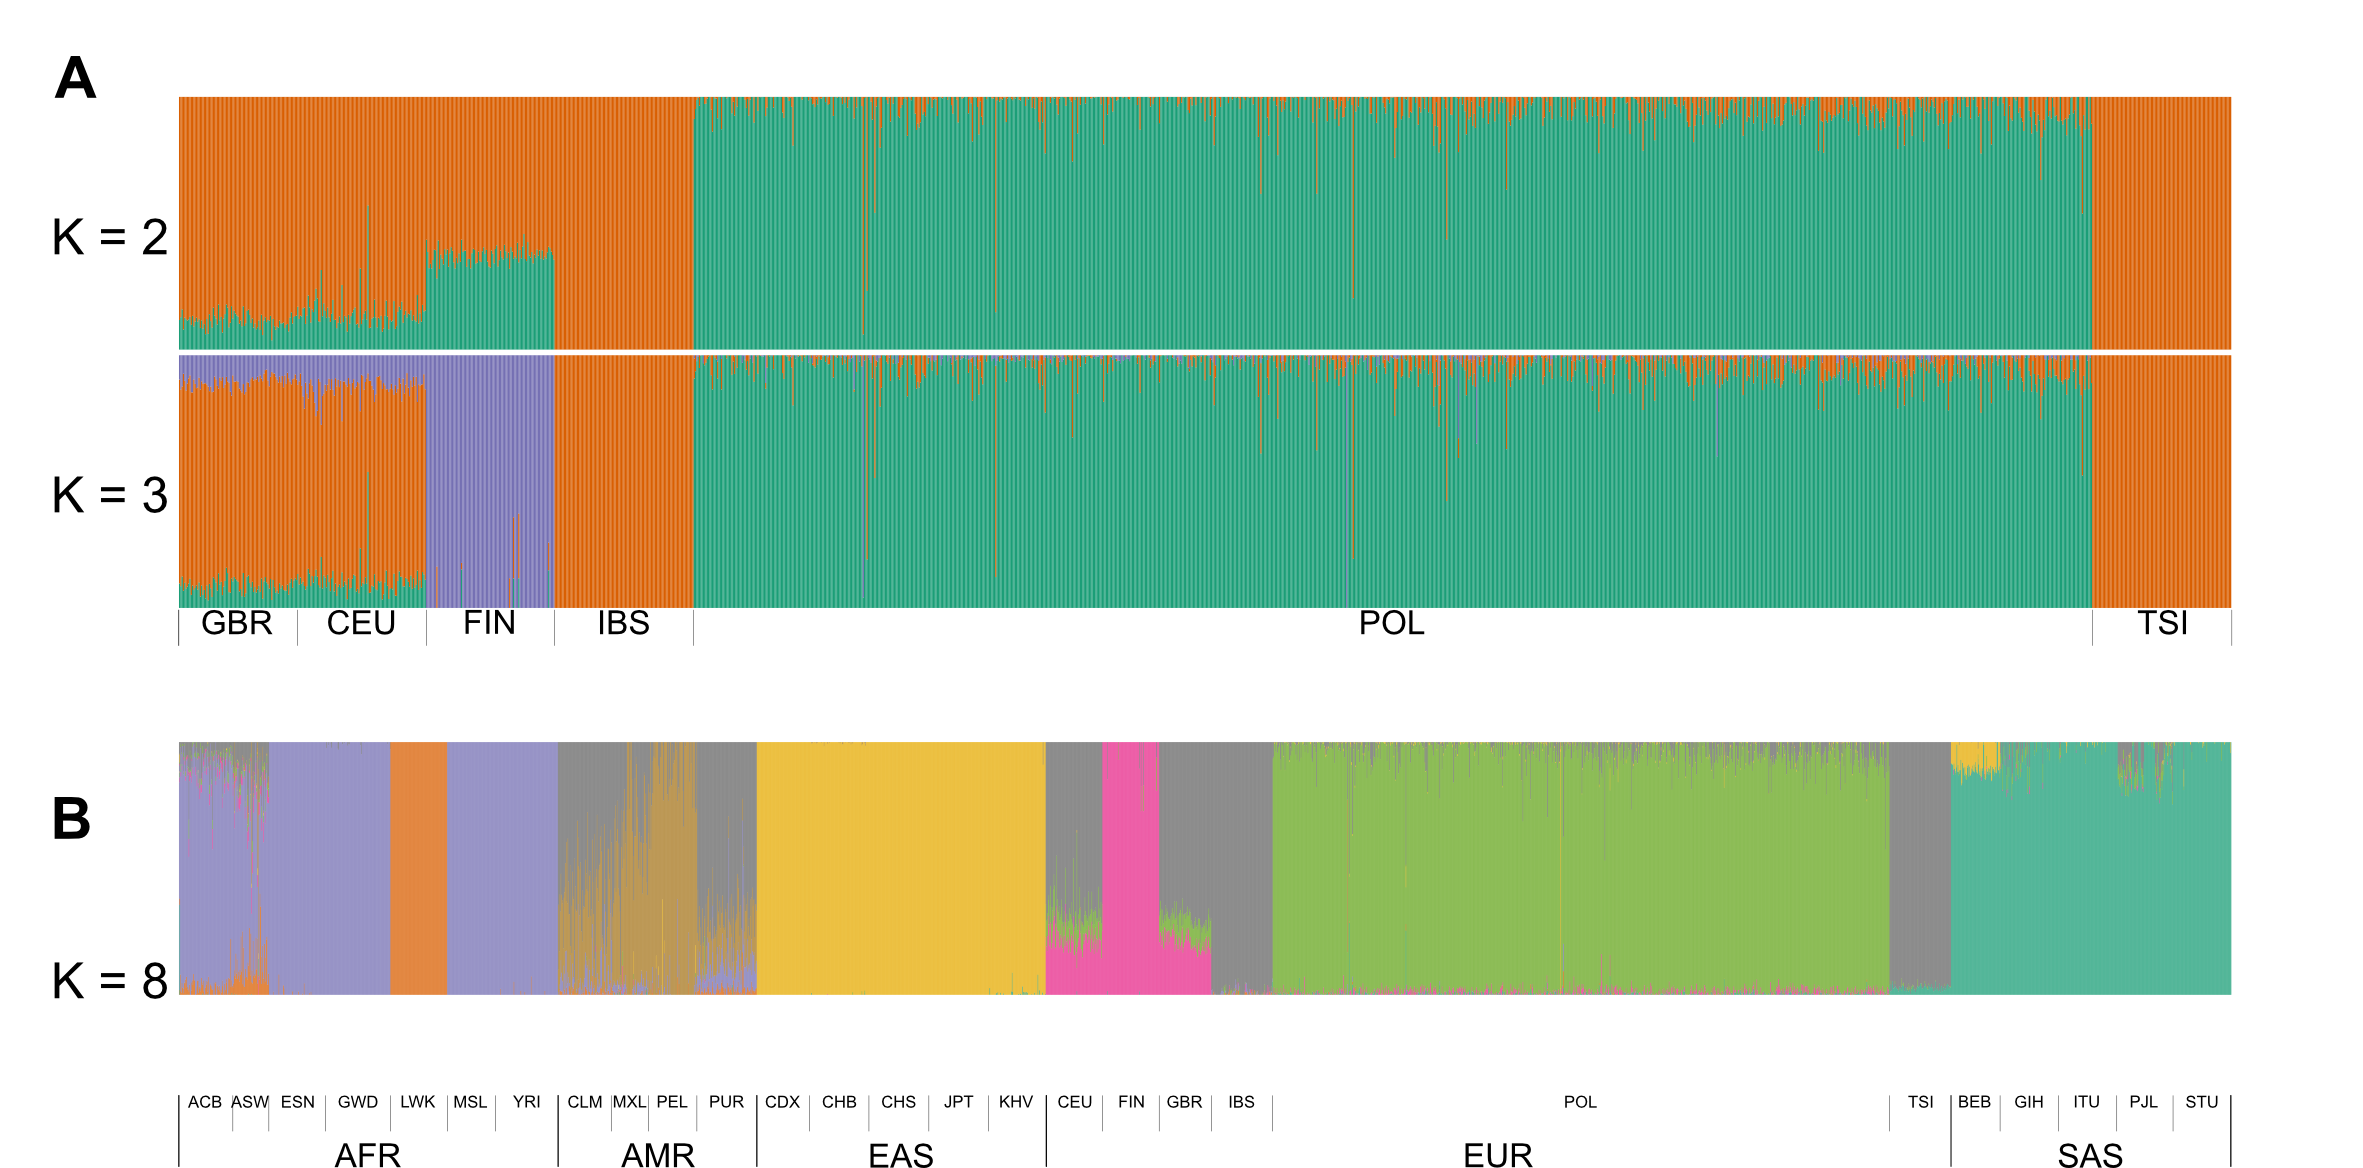 A
K = 2
K = 3
GBR CEU FIN IBS POL TSI
B
K = 8
ACB ASW ESN GWD LWK MSL YRI CLM MXL PEL PUR CDX CHB CHS JPT KHV CEU FIN GBR IBS POL TSI BEB GIH ITU PJL STU
AFR AMR EAS EUR SAS